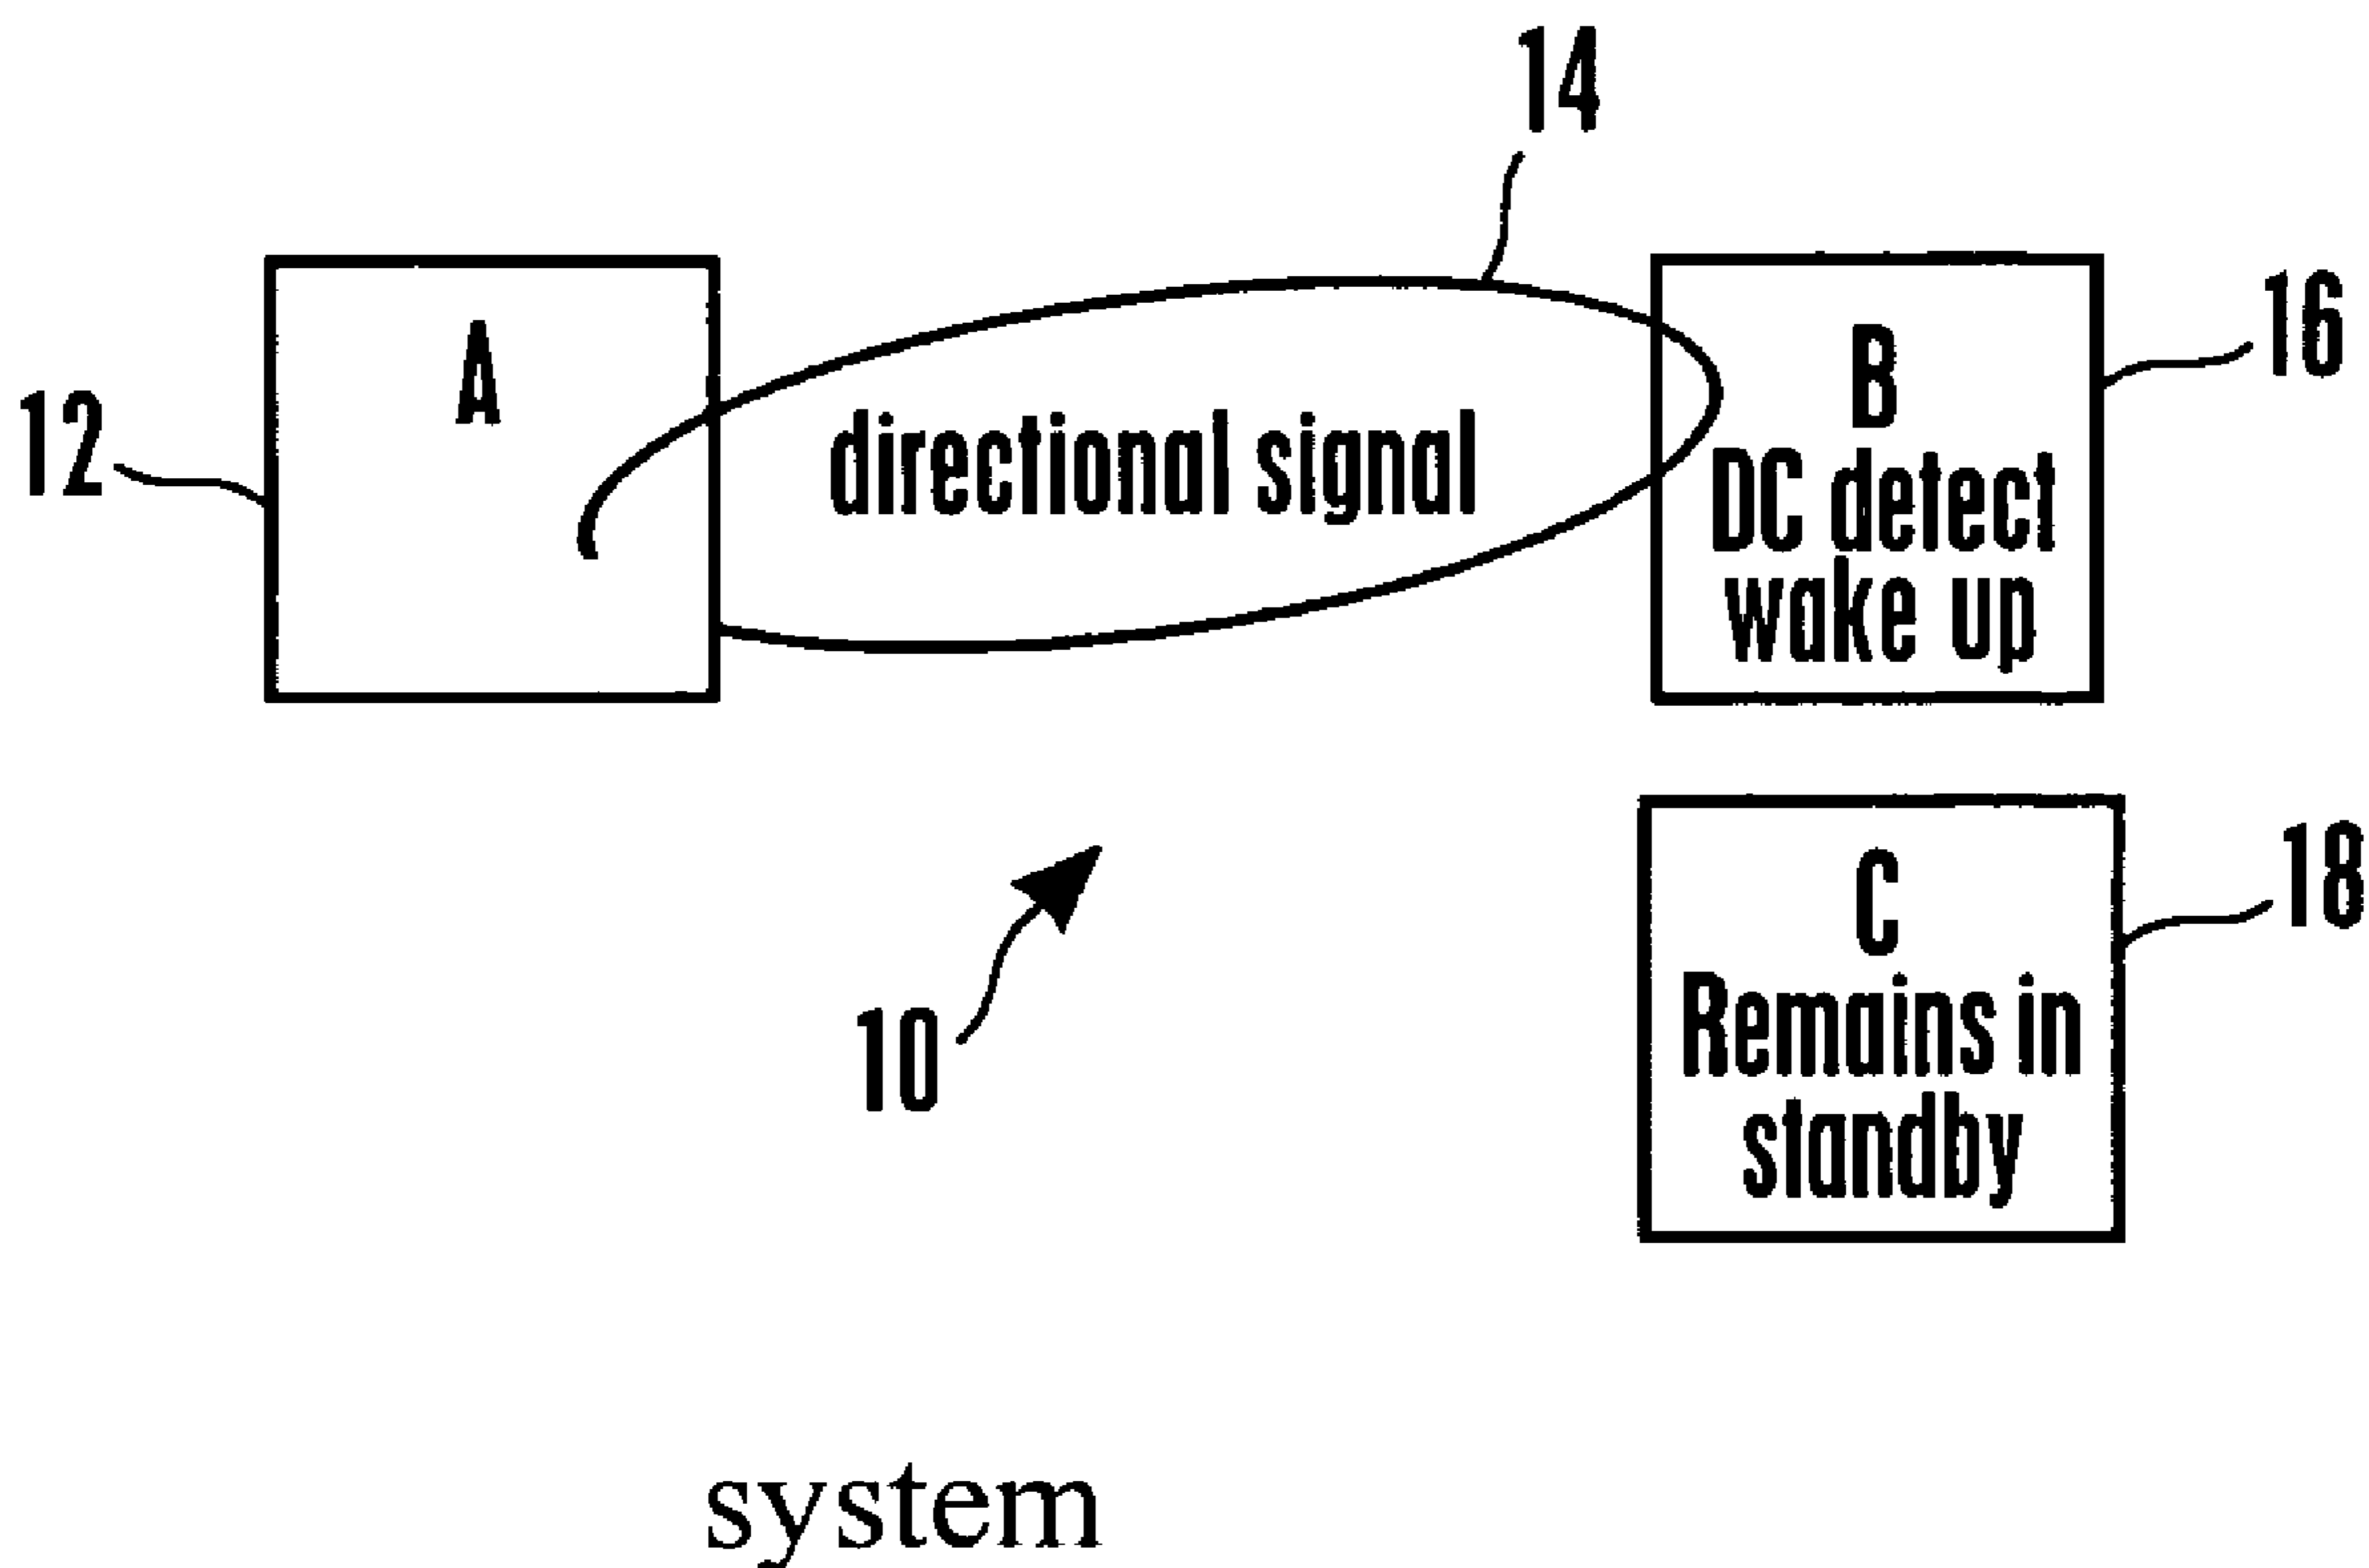 14
12
A
directional signal
B
DC detect
wake up
16
10
C
Remains in
standby
18
system